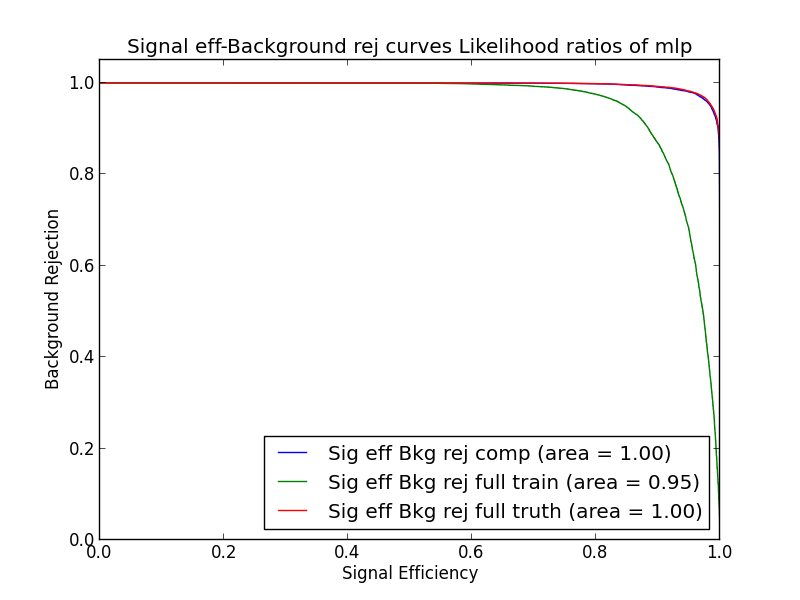 Signal eff-Background rej curves Likelihood ratios of mlp
1.0
0.8
0.6
0.4
0.2
0.0
Background Rejection
Sig eff Bkg rej comp (area = 1.00)
Sig eff Bkg rej full train (area = 0.95)
Sig eff Bkg rej full truth (area = 1.00)
0.0 0.2 0.4 0.6 0.8 1.0
Signal Efficiency